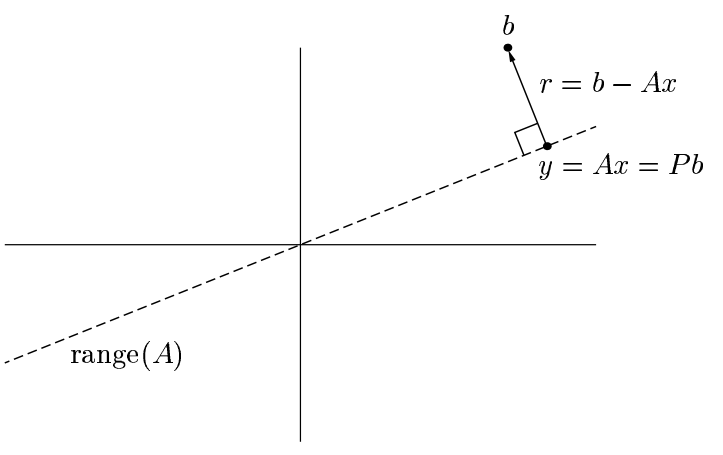 b
r = b − Ax
y = Ax = Pb
range(A)